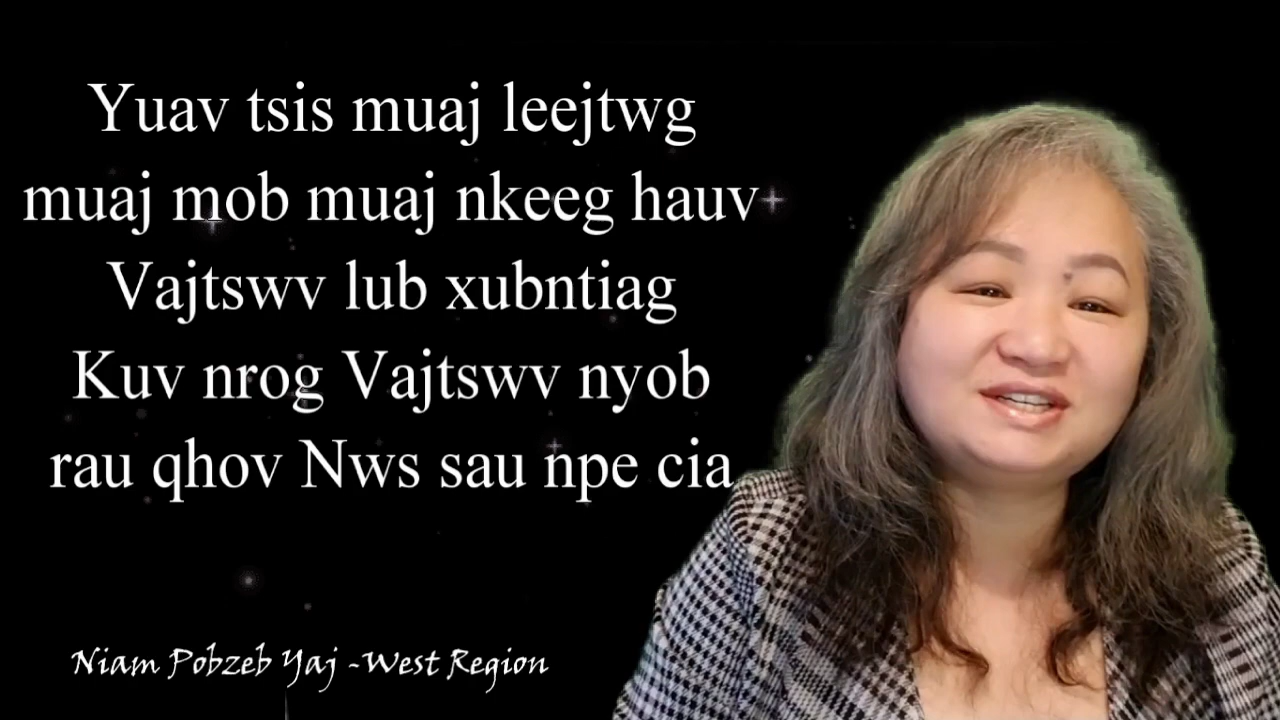 Yuav tsis muaj leejtwg
muaj mob muaj nkeeg hauv
Vajtswv lub xubntiag
Kuv nrog Vajtswv nyob
rau qhov Nws sau npe cia
Niam Pobzeb Yaj -West Region